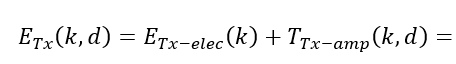 E_{Tx}(k, d) = E_{Tx-elec}(k) + T_{Tx-amp}(k, d) =